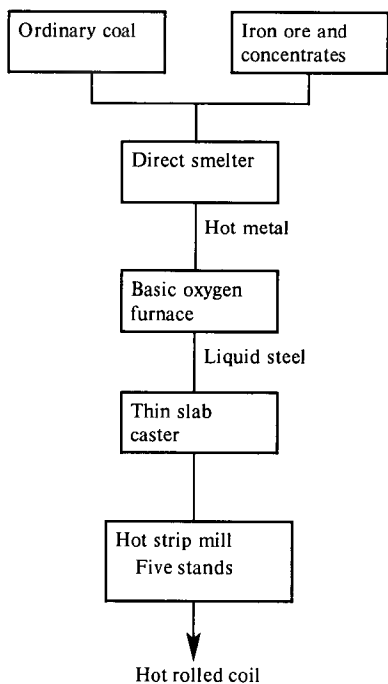 Ordinary coal
Iron ore and
concentrates
Direct smelter
Hot metal
Basic oxygen
furnace
Liquid steel
Thin slab
caster
Hot strip mill
Five stands
Hot rolled coil